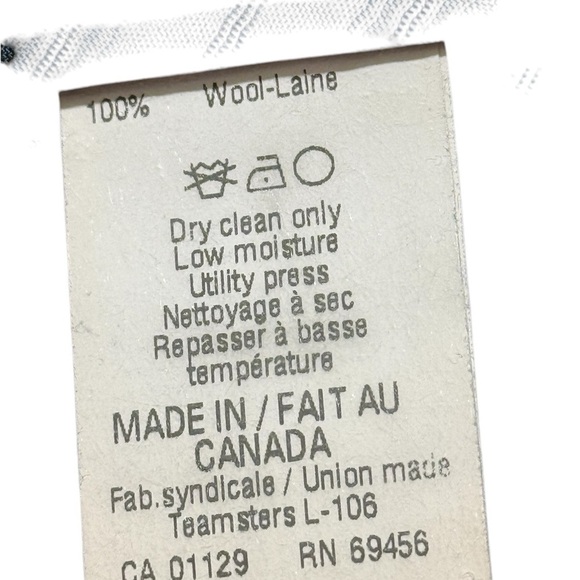 100% Wool-Laine
Dry clean only
Low moisture
Utility press
Nettoyage à sec
Repasser à basse
température
MADE IN / FAIT AU
CANADA
Fab.syndicale / Union made
Teamsters L-106
CA 01129 RN 69456